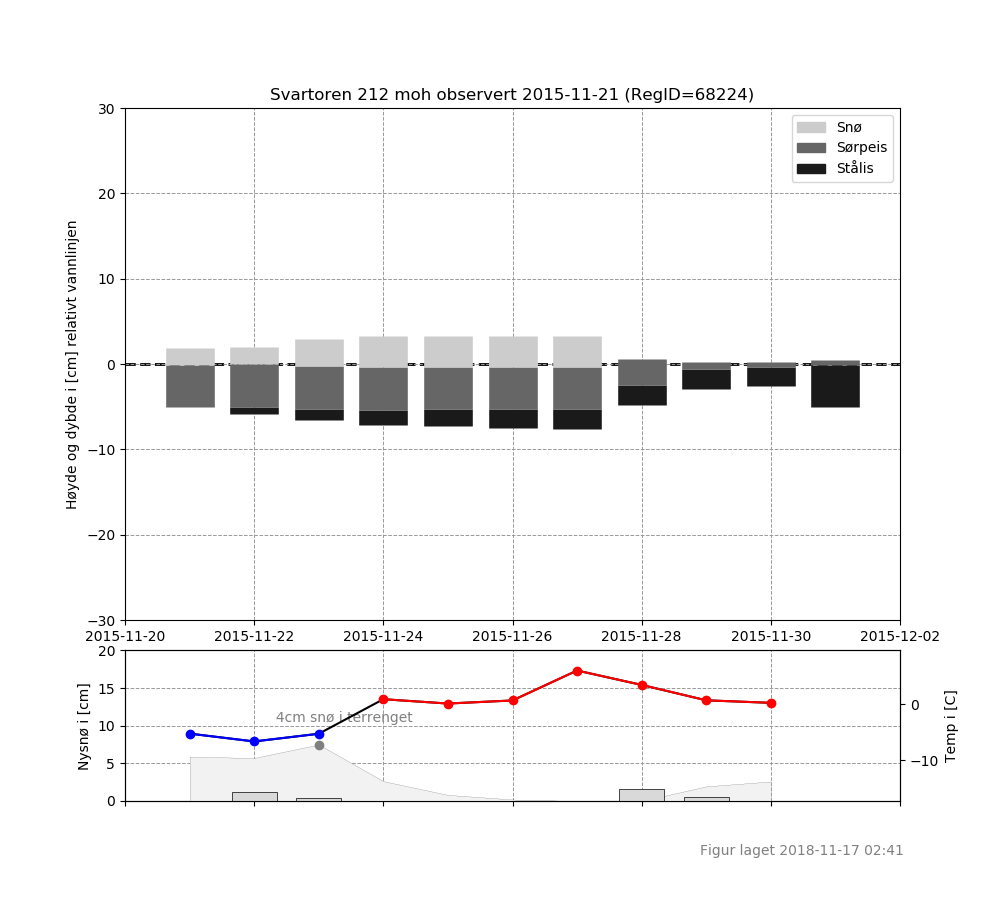 Svartoren 212 moh observert 2015-11-21 (RegID=68224)
Høyde og dybde i [cm] relativt vannlinjen
30
20
10
0
−10
−20
−30
Snø
Sørpeis
Stålis
2015-11-20 2015-11-22 2015-11-24 2015-11-26 2015-11-28 2015-11-30 2015-12-02
Nysnø i [cm]
20
15
10
5
0
4cm snø i terrenget
0
−10
Temp i [C]
Figur laget 2018-11-17 02:41